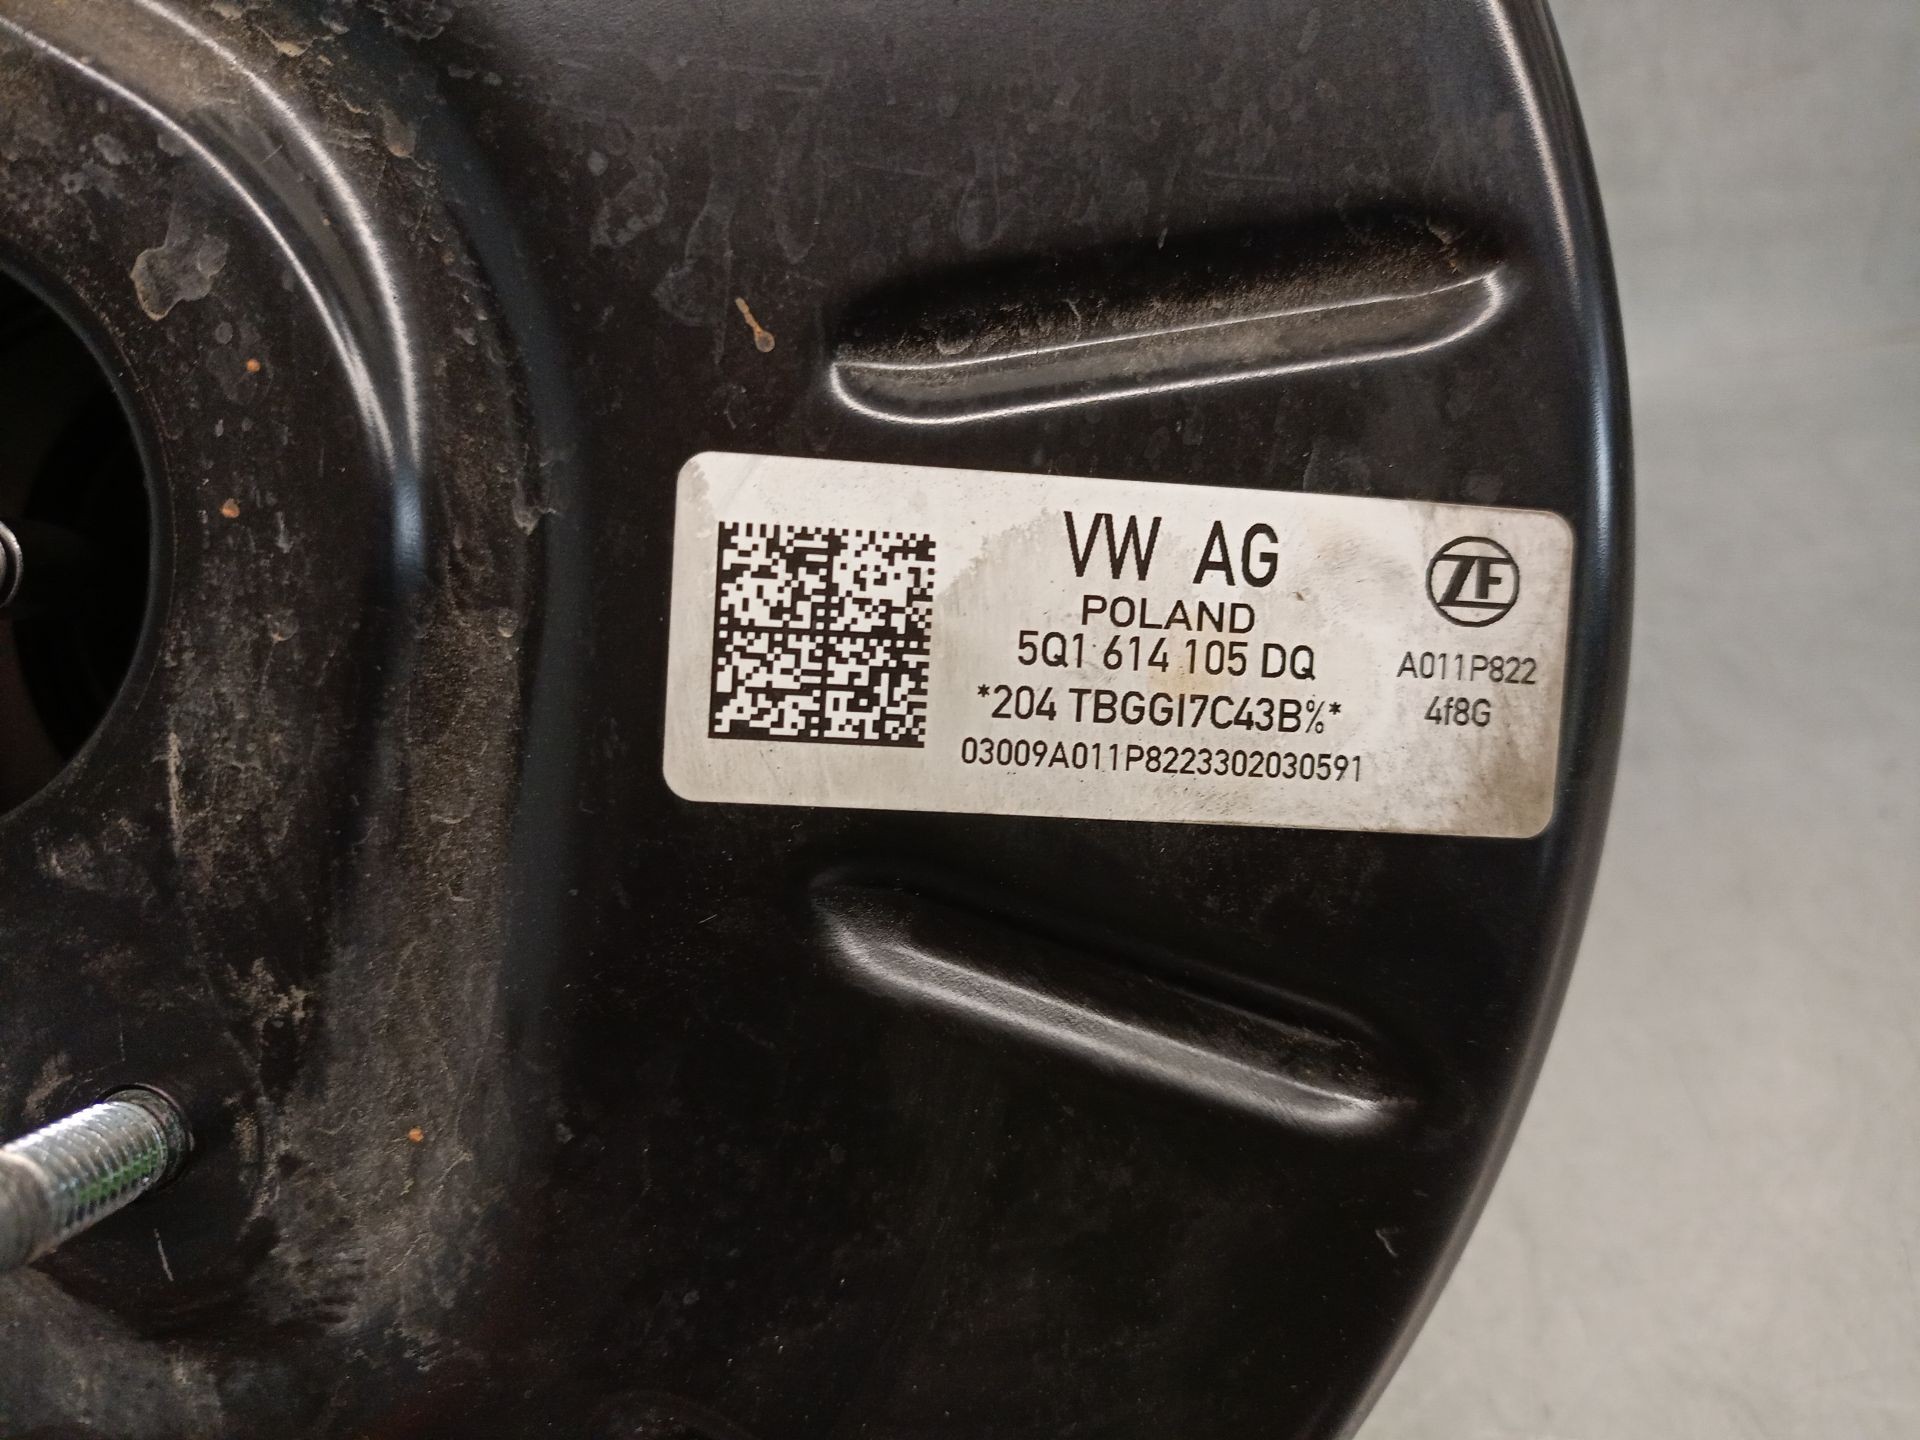 VW AG
ZF
POLAND
5Q1 614 105 DQ
A011P822
*204 TBGGI7C43B%*
4f8G
03009A011P8223302030591